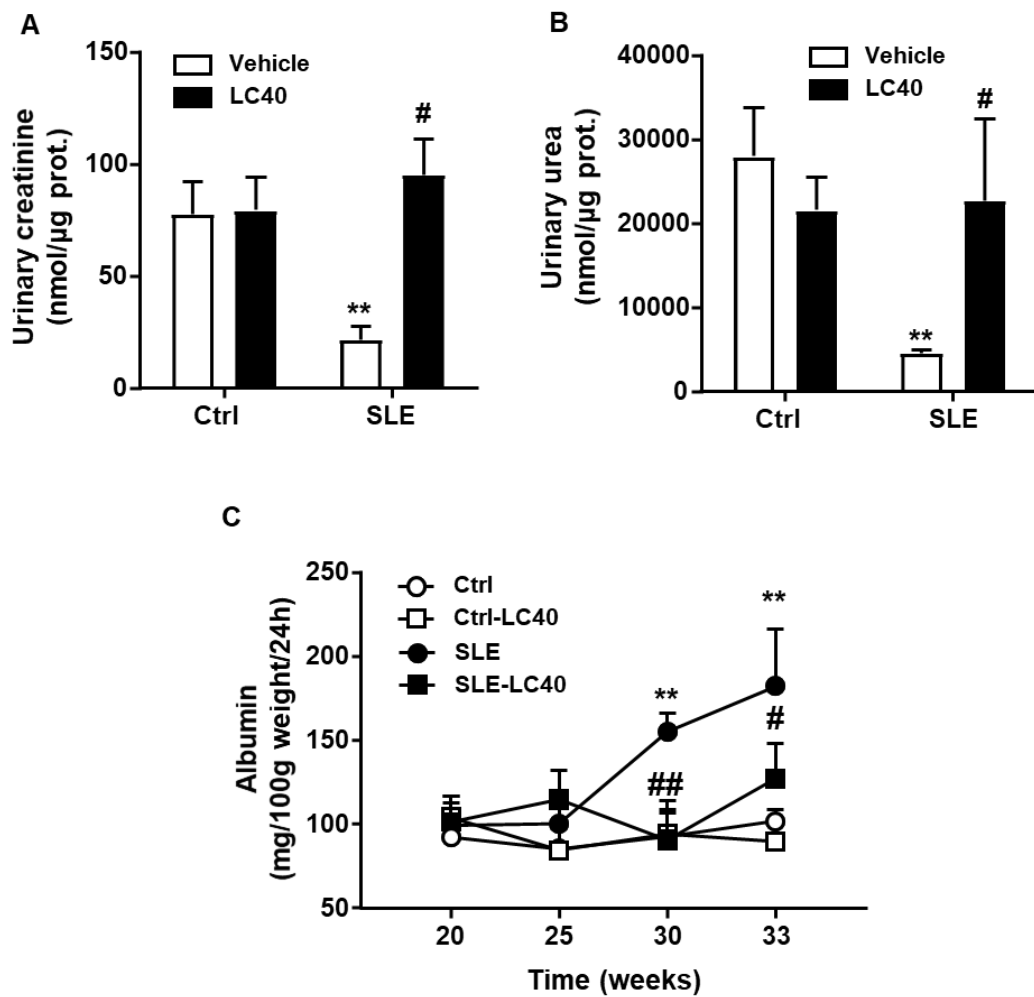 A
Urinary creatinine
(nmol/µg prot.)
150
100
50
0
Vehicle
LC40
**
#
Ctrl
SLE
B
Urinary urea
(nmol/µg prot.)
40000
30000
20000
10000
0
Vehicle
LC40
**
#
Ctrl
SLE
C
Albumin
(mg/100g weight/24h)
250
200
150
100
50
Ctrl
Ctrl-LC40
SLE
SLE-LC40
**
**
##
#
20
25
30
33
Time (weeks)